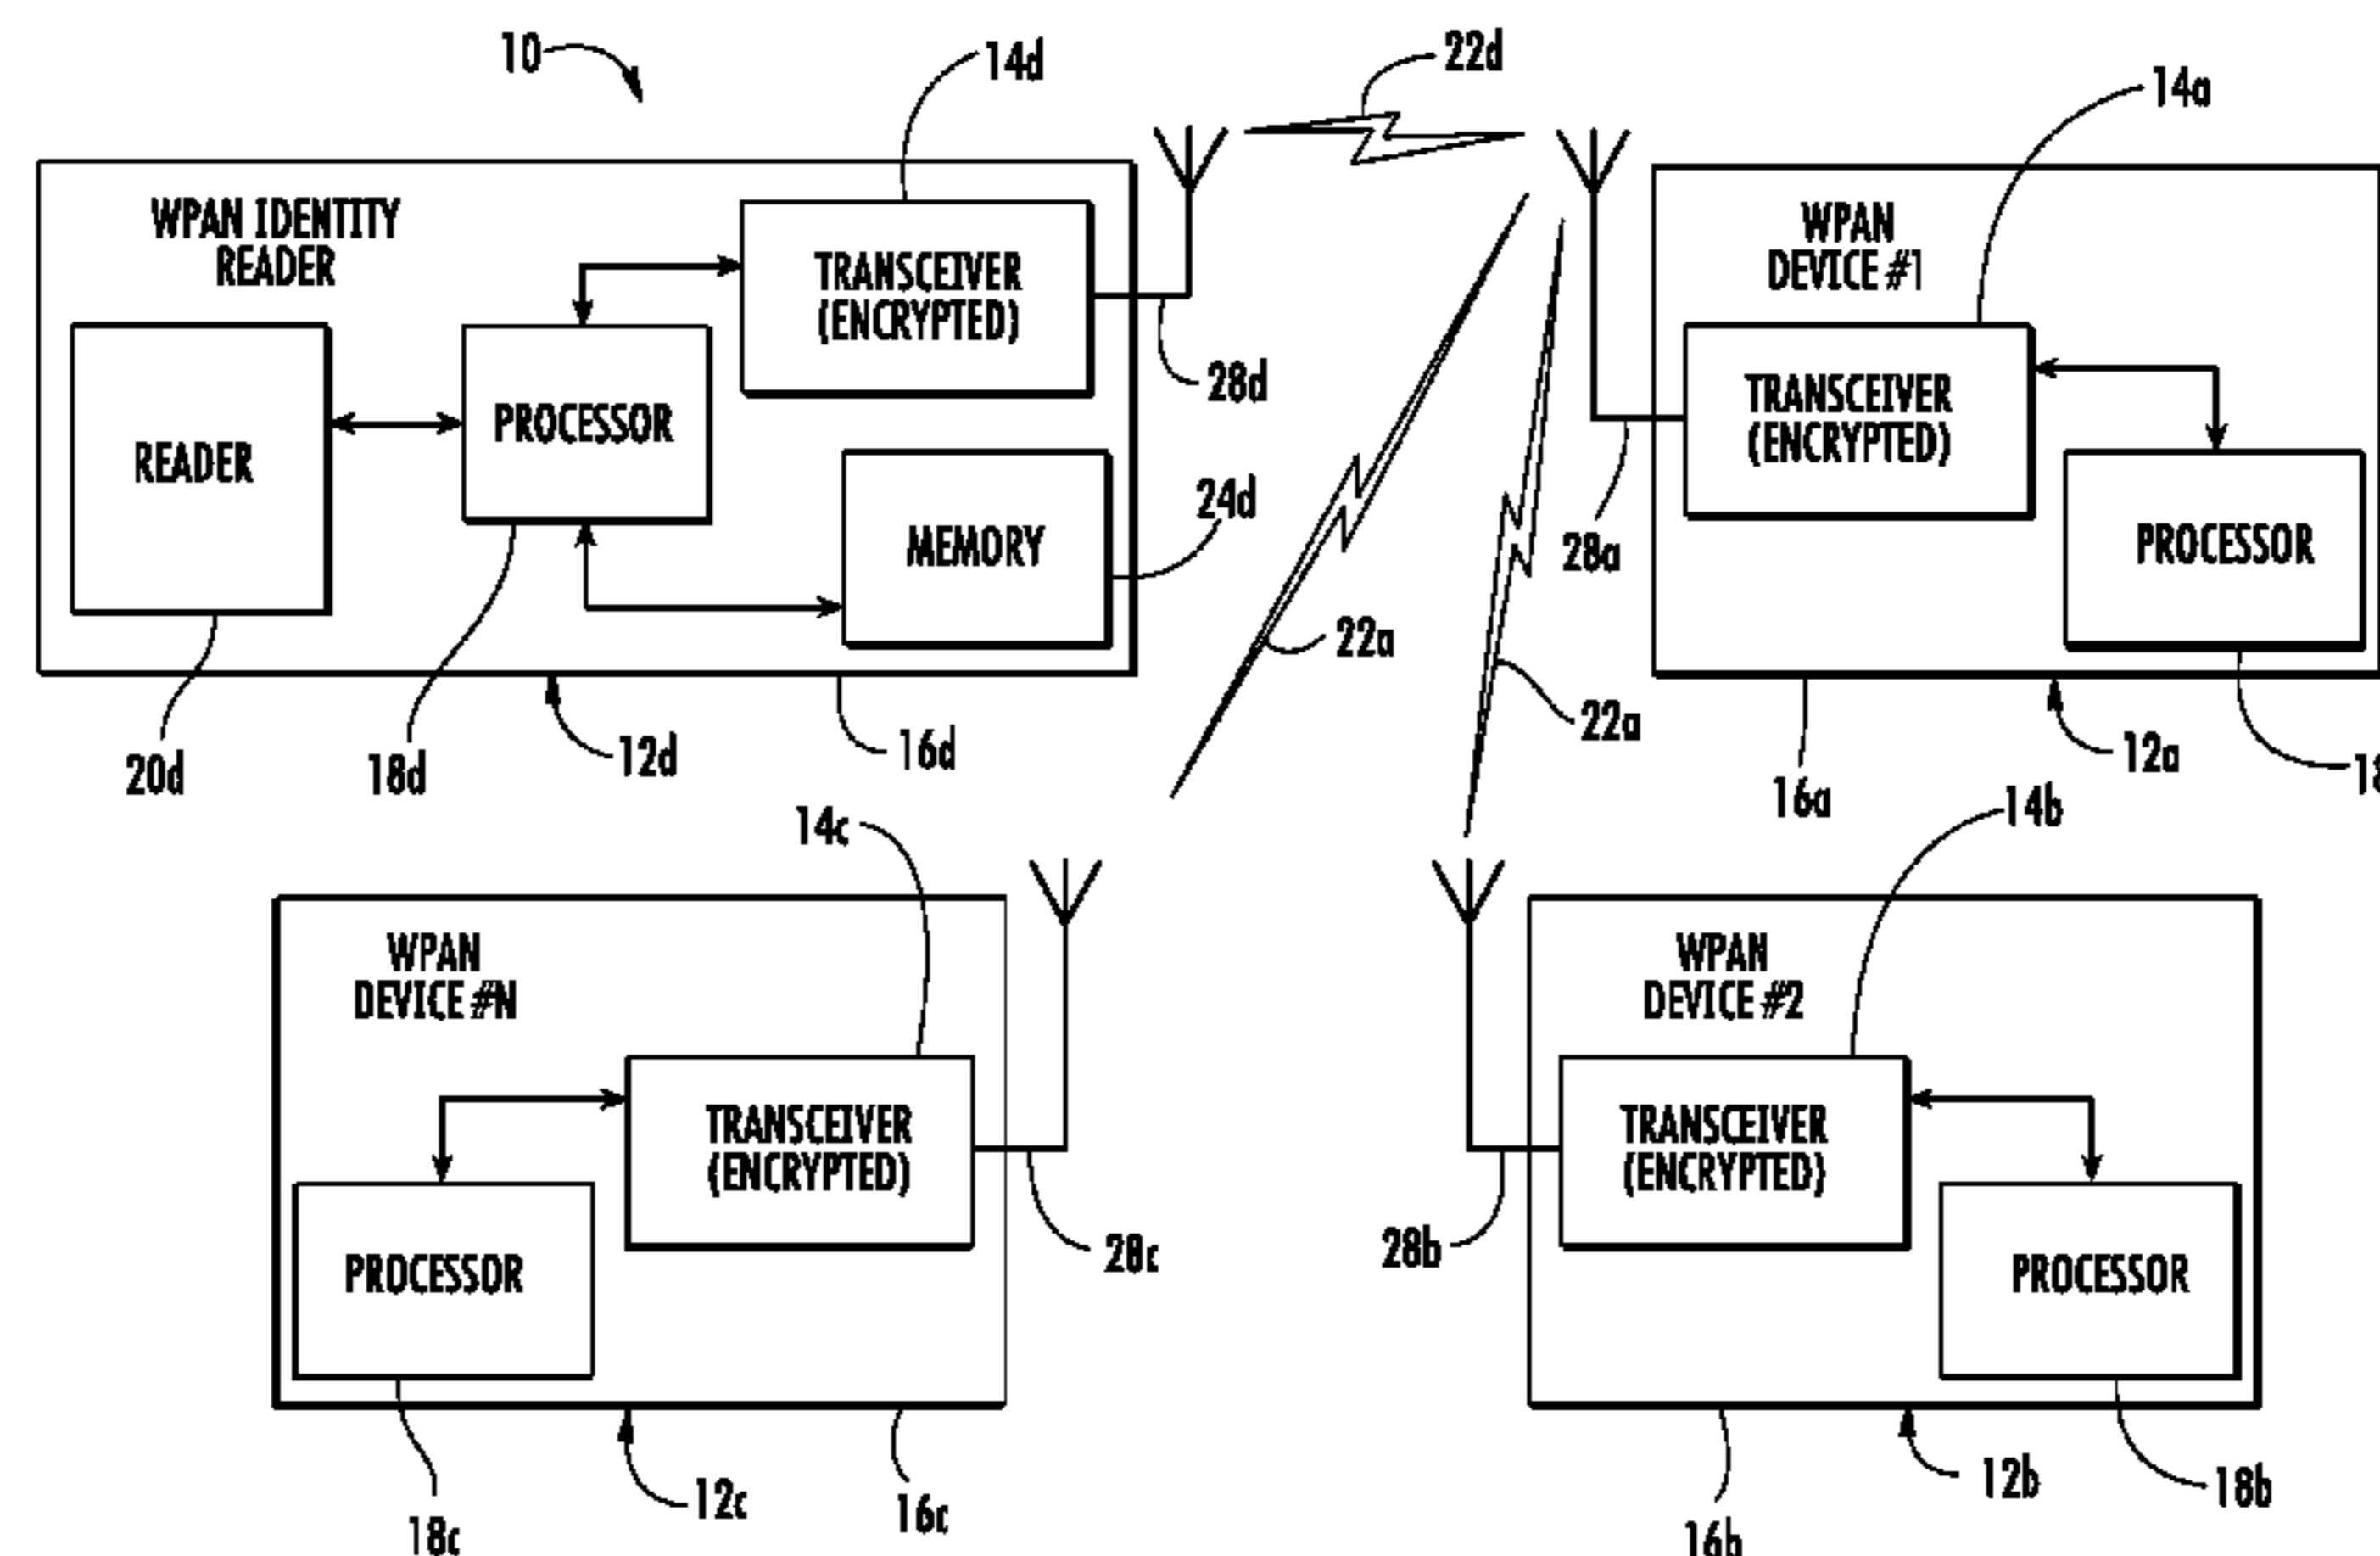 10
14d
22d
14a
WPAN IDENTITY
READER
TRANSCEIVER
(ENCRYPTED)
READER
PROCESSOR
MEMORY
28d
24d
20d
18d
12d
16d
22a
22a
WPAN
DEVICE #1
TRANSCEIVER
(ENCRYPTED)
PROCESSOR
28a
16a
12a
14c
WPAN
DEVICE #N
TRANSCEIVER
(ENCRYPTED)
PROCESSOR
28c
18c
12c
16c
14b
WPAN
DEVICE #2
TRANSCEIVER
(ENCRYPTED)
PROCESSOR
28b
16b
12b
18b